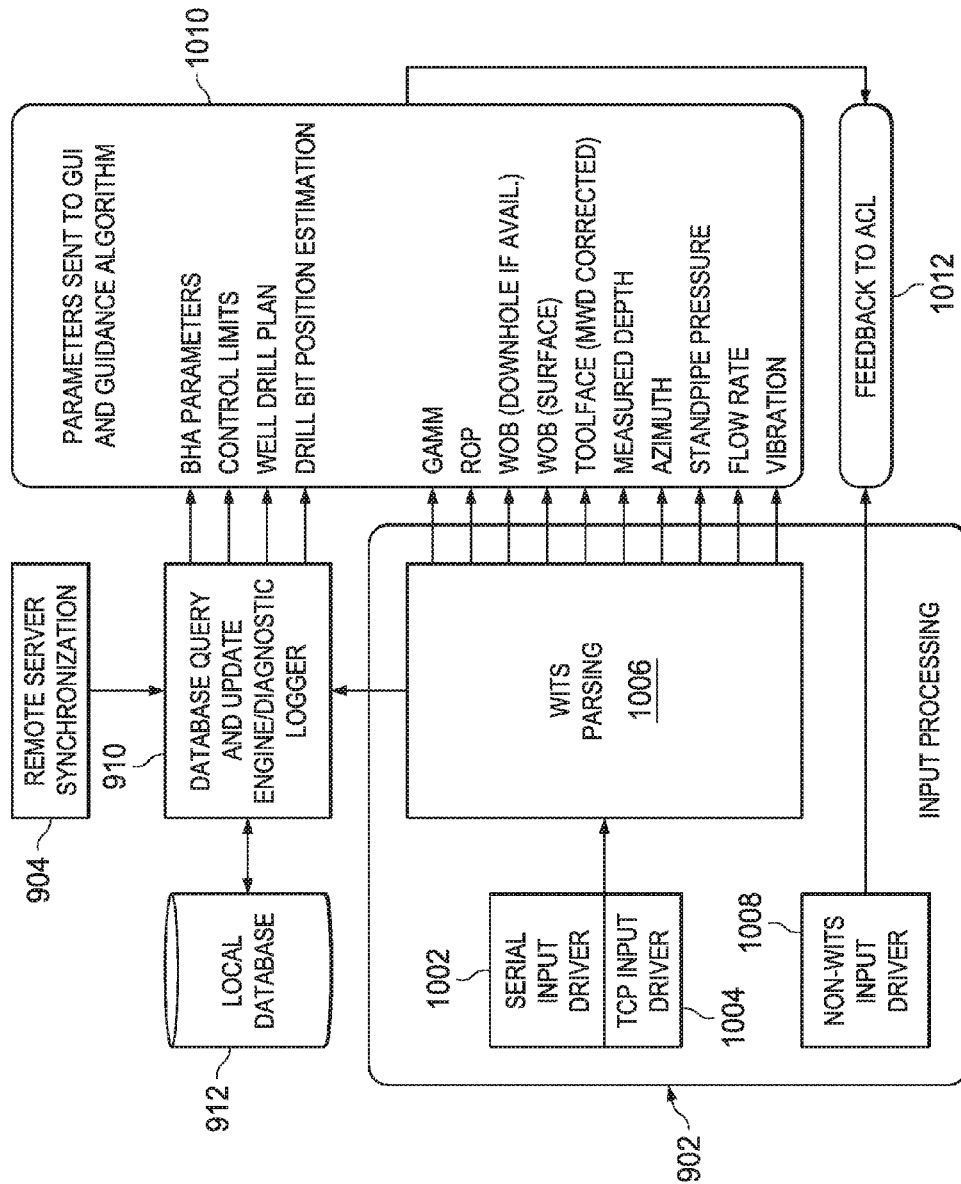 REMOTE SERVER
SYNCHRONIZATION
904
LOCAL
DATABASE
912
DATABASE QUERY
AND UPDATE
ENGINE/DIAGNOSTIC
LOGGER
910
PARAMETERS SENT TO GUI
AND GUIDANCE ALGORITHM
1010
BHA PARAMETERS
CONTROL LIMITS
WELL DRILL PLAN
DRILL BIT POSITION ESTIMATION
GAMM
ROP
WOB (DOWNHOLE IF AVAIL.)
WOB (SURFACE)
TOOLFACE (MWD CORRECTED)
MEASURED DEPTH
AZIMUTH
STANDPIPE PRESSURE
FLOW RATE
VIBRATION
1002
SERIAL
INPUT
DRIVER
TCP INPUT
DRIVER
1004
WITS
PARSING
1006
1008
NON-WITS
INPUT
DRIVER
INPUT PROCESSING
902
FEEDBACK TO ACL
1012